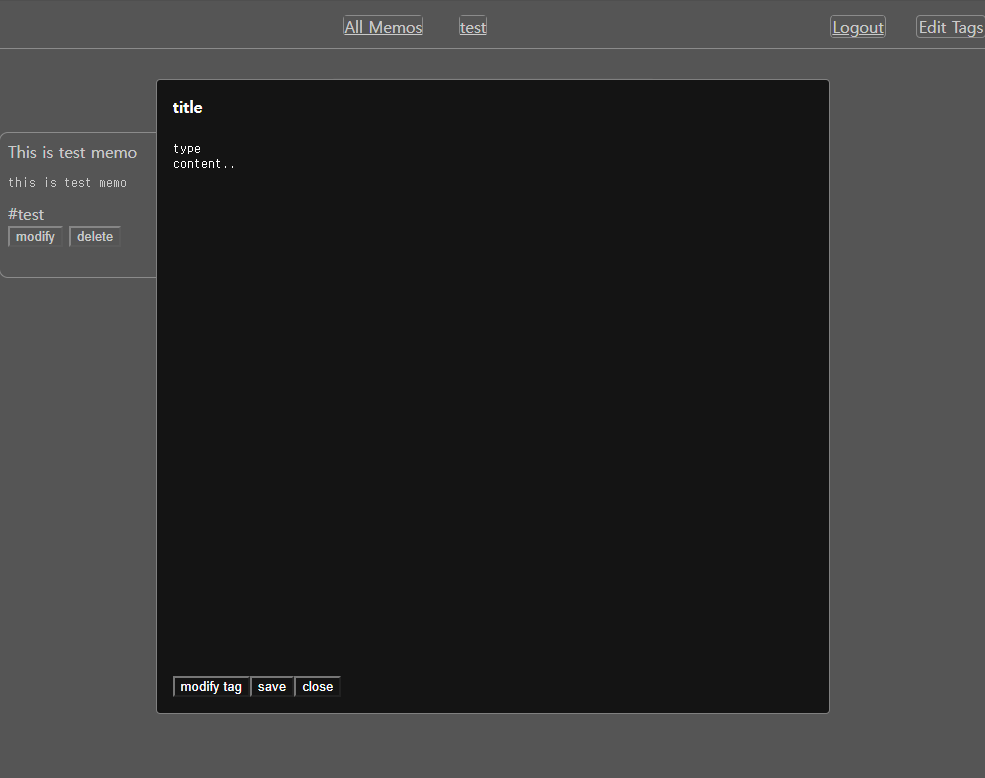 All Memos test Logout Edit Tags
title
type
content..
This is test memo
this is test memo
#test
modify delete
modify tag save close